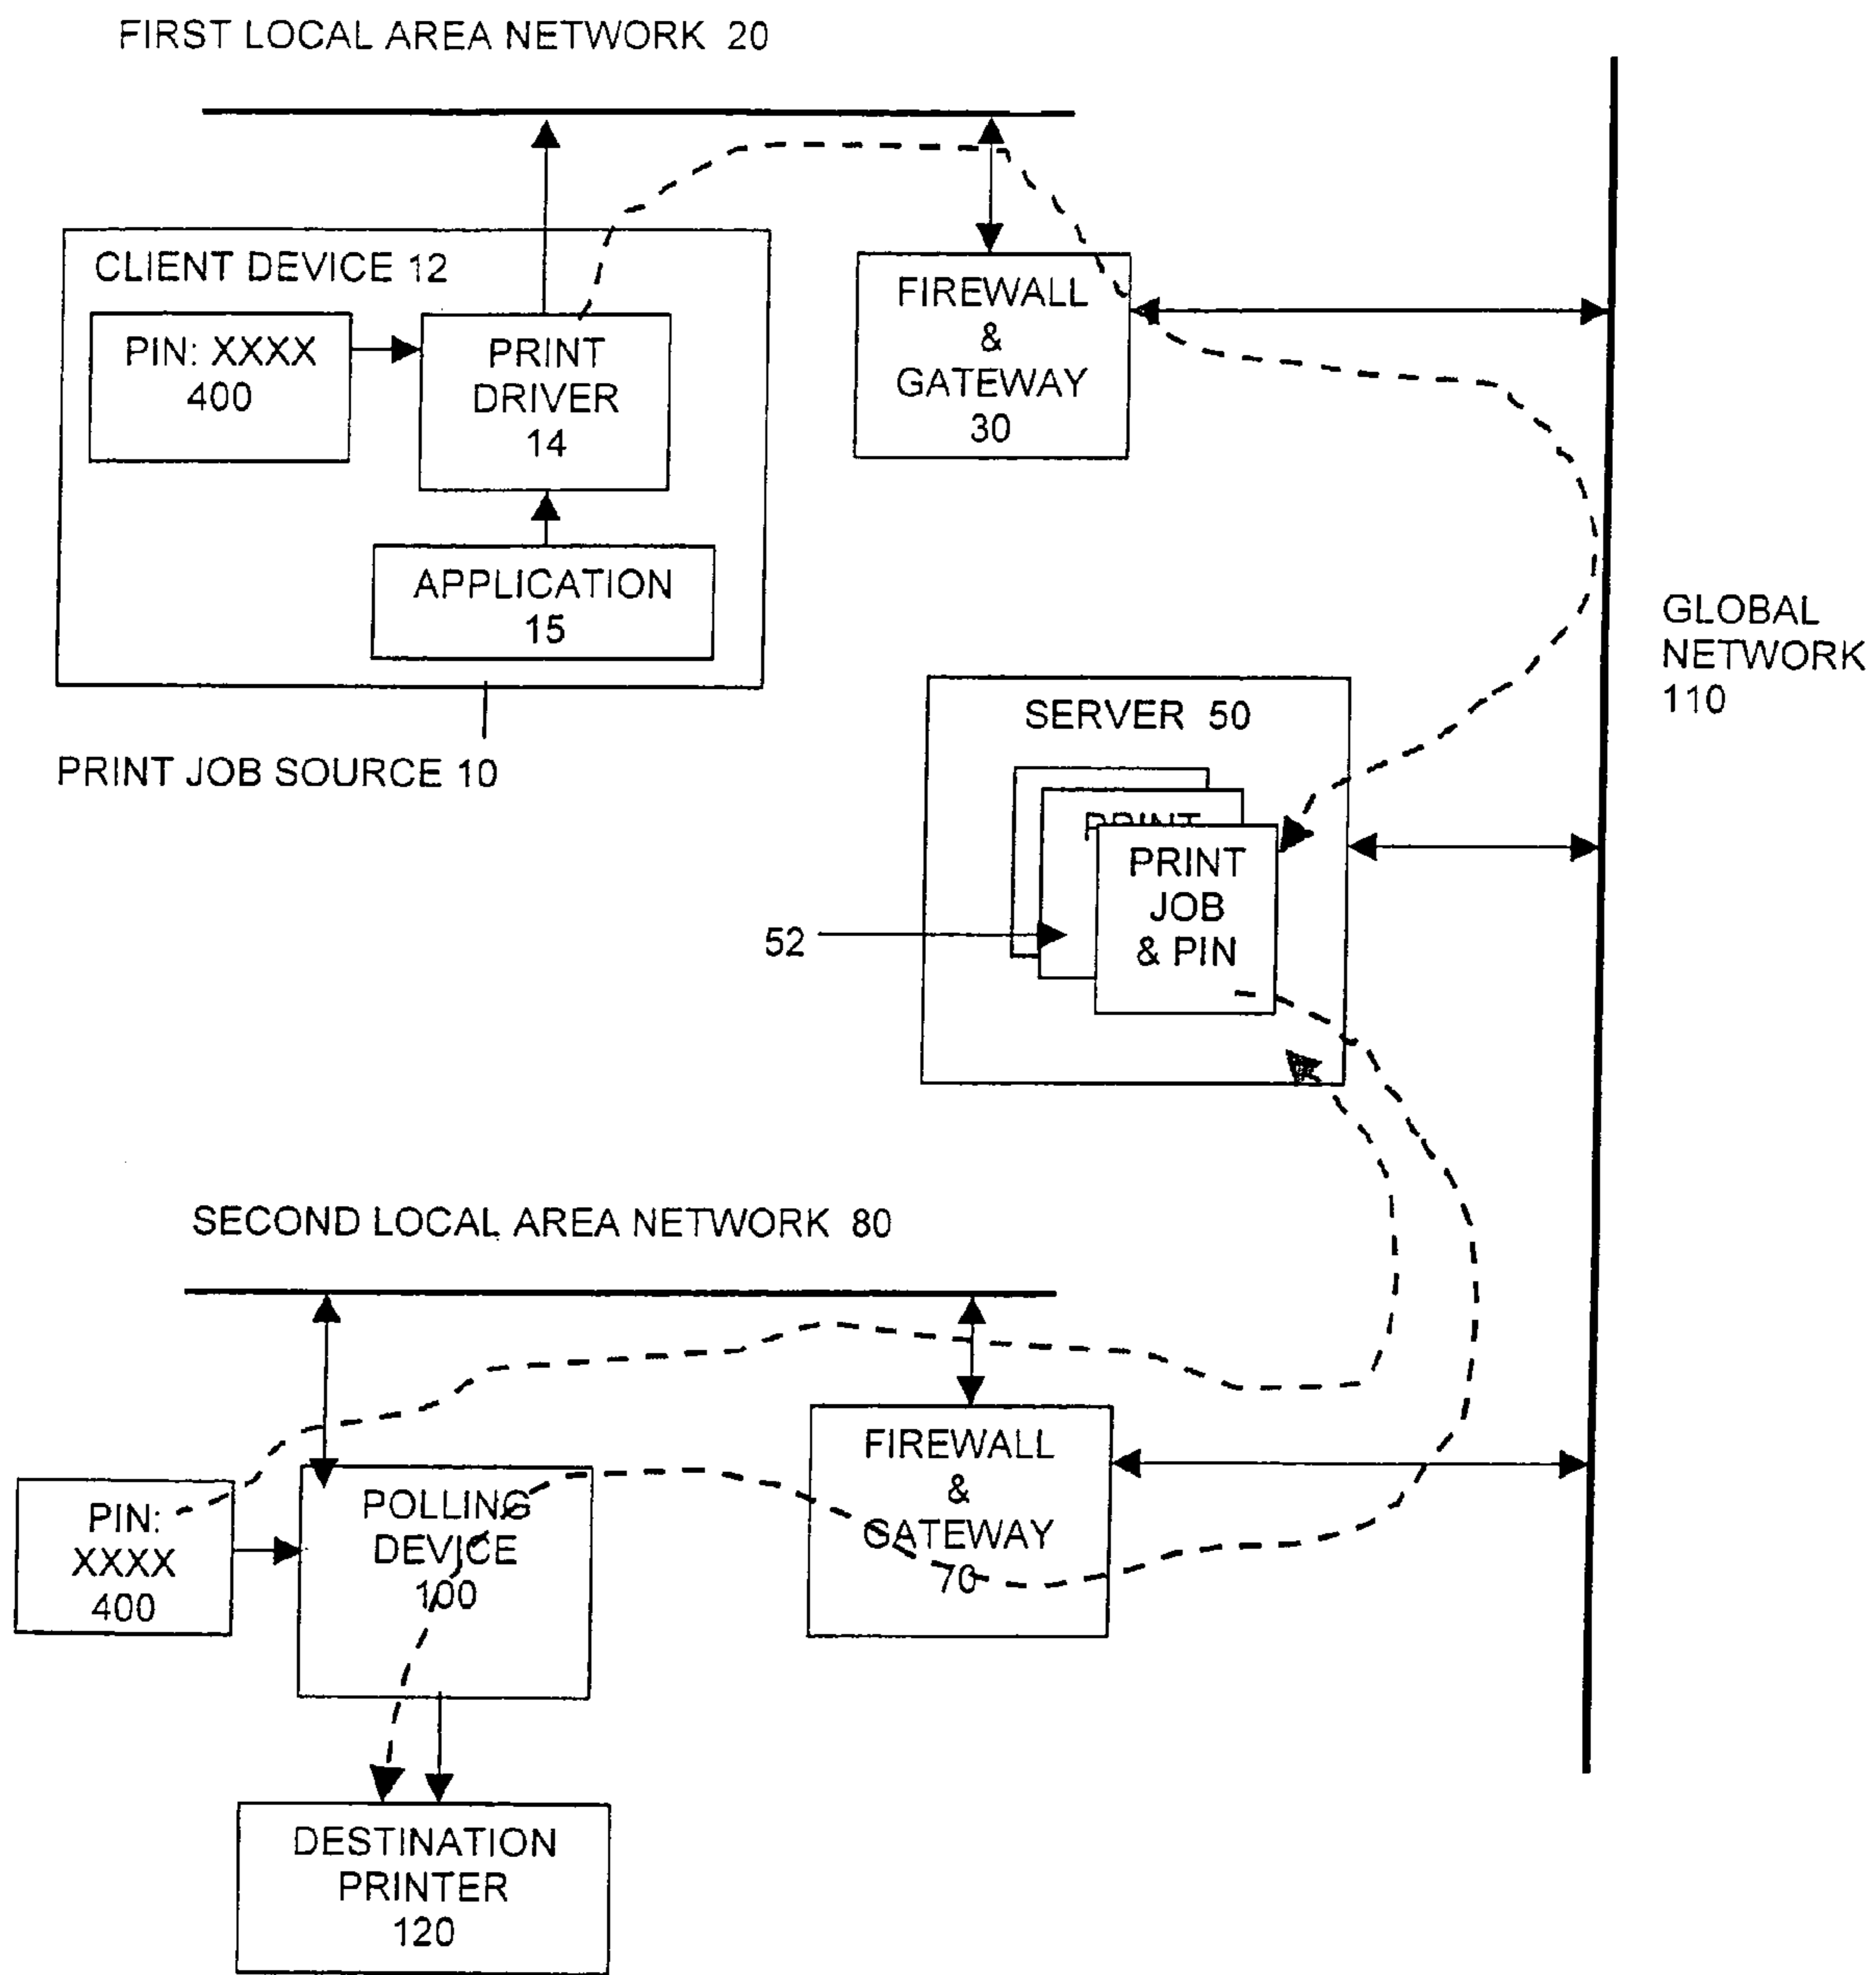 FIRST LOCAL AREA NETWORK 20
CLIENT DEVICE 12
PIN: XXXX
400
PRINT
DRIVER
14
APPLICATION
15
PRINT JOB SOURCE 10
FIREWALL
&
GATEWAY
30
GLOBAL
NETWORK
110
SERVER 50
PRINT
PRINT
JOB
& PIN
52
SECOND LOCAL AREA NETWORK 80
PIN:
XXXX
400
POLLING
DEVICE
100
FIREWALL
&
GATEWAY
70
DESTINATION
PRINTER
120